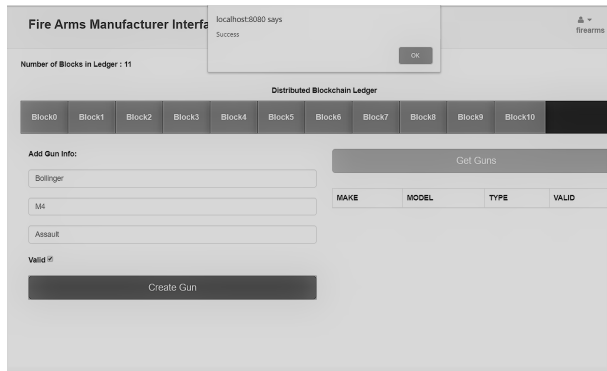 Fire Arms Manufacturer Interfa
localhost:8080 says
Success
OK
firearms
Number of Blocks in Ledger : 11
Distributed Blockchain Ledger
Block0 Block1 Block2 Block3 Block4 Block5 Block6 Block7 Block8 Block9 Block10
Add Gun Info:
Bollinger
M4
Assault
Valid
Create Gun
Get Guns
MAKE MODEL TYPE VALID